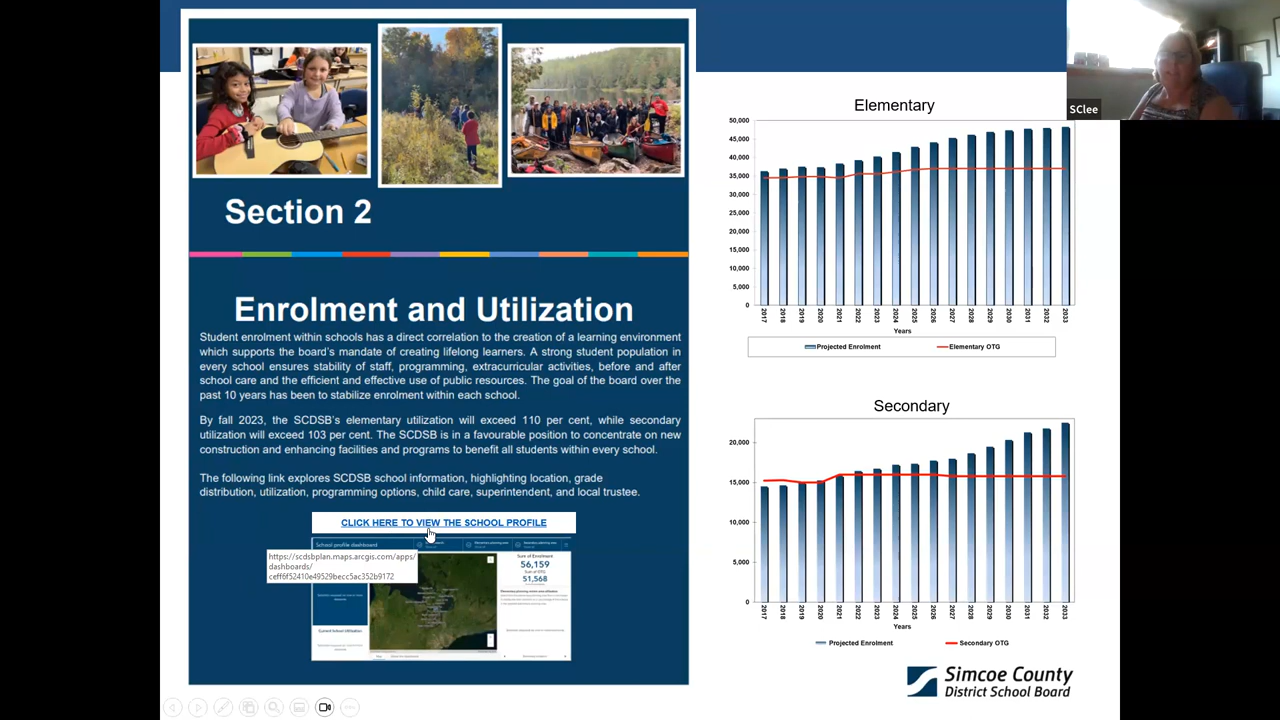 Section 2
Enrolment and Utilization
Student enrolment within schools has a direct correlation to the creation of a learning environment
which supports the board's mandate of creating lifelong learners. A strong student population in
every school ensures stability of staff, programming, extracurricular activities, before and after
school care and the efficient and effective use of public resources. The goal of the board over the
past 10 years has been to stabilize enrolment within each school.
By fall 2023, the SCDSB's elementary utilization will exceed 110 per cent, while secondary
utilization will exceed 103 per cent. The SCDSB is in a favourable position to concentrate on new
construction and enhancing facilities and programs to benefit all students within every school.
The following link explores SCDSB school information, highlighting location, grade
distribution, utilization, programming options, child care, superintendent, and local trustee.
CLICK HERE TO VIEW THE SCHOOL PROFILE
School profile dashboard
https://scdsbplan.maps.arcgis.com/apps/
dashboards/
ceff6f52410e49529becc5ac352b9172
Sum of Enrolment
56,159
Sum of OTG
51,568
Current School Utilization
SClee
Elementary
50,000
45,000
40,000
35,000
30,000
25,000
20,000
15,000
10,000
5,000
0
2017 2018 2019 2020 2021 2022 2023 2024 2025 2026 2027 2028 2029 2030 2031 2032 2033
Years
Projected Enrolment Elementary OTG
Secondary
20,000
15,000
10,000
5,000
0
2017 2018 2019 2020 2021 2022 2023 2024 2025 2026 2027 2028 2029 2030 2031 2032 2033
Years
Projected Enrolment Secondary OTG
Simcoe County
District School Board